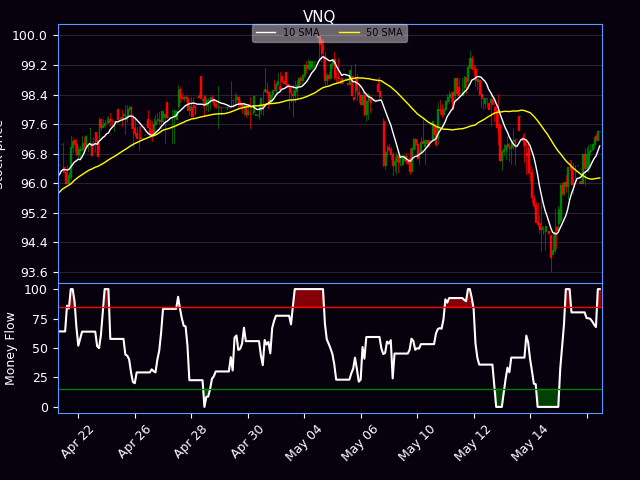 VNQ
10 SMA 50 SMA
100.0
99.2
98.4
97.6
96.8
96.0
95.2
94.4
93.6
100
75
50
25
0
Money Flow
Apr 22
Apr 26
Apr 28
Apr 30
May 04
May 06
May 10
May 12
May 14